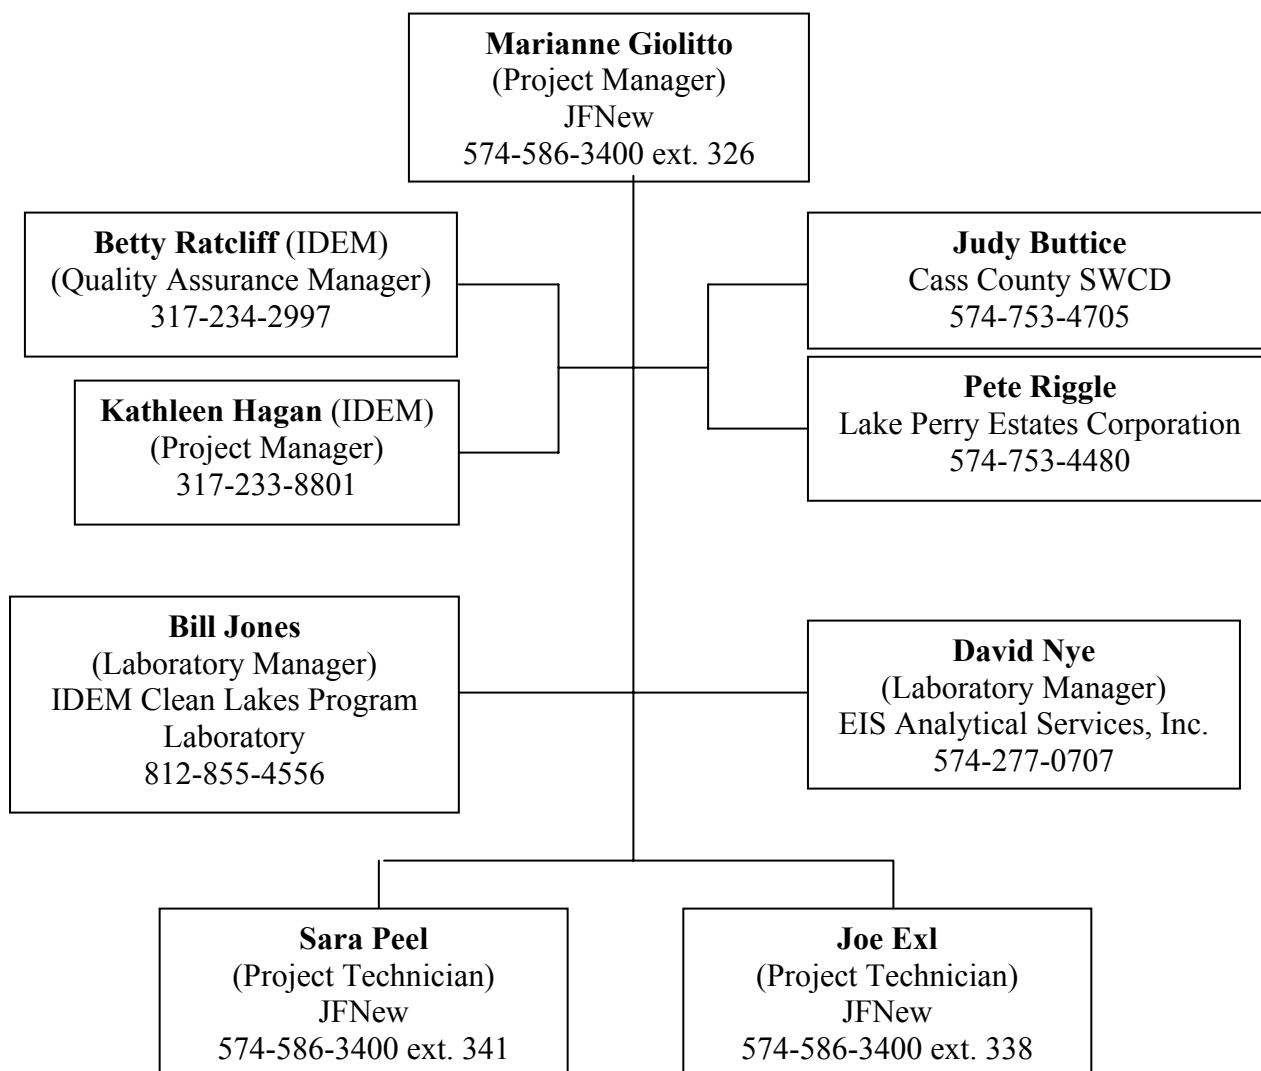 Marianne Giolitto
(Project Manager)
JFNew
574-586-3400 ext. 326
Betty Ratcliff (IDEM)
(Quality Assurance Manager)
317-234-2997
Judy Buttice
Cass County SWCD
574-753-4705
Kathleen Hagan (IDEM)
(Project Manager)
317-233-8801
Pete Riggle
Lake Perry Estates Corporation
574-753-4480
Bill Jones
(Laboratory Manager)
IDEM Clean Lakes Program
Laboratory
812-855-4556
David Nye
(Laboratory Manager)
EIS Analytical Services, Inc.
574-277-0707
Sara Peel
(Project Technician)
JFNew
574-586-3400 ext. 341
Joe Exl
(Project Technician)
JFNew
574-586-3400 ext. 338